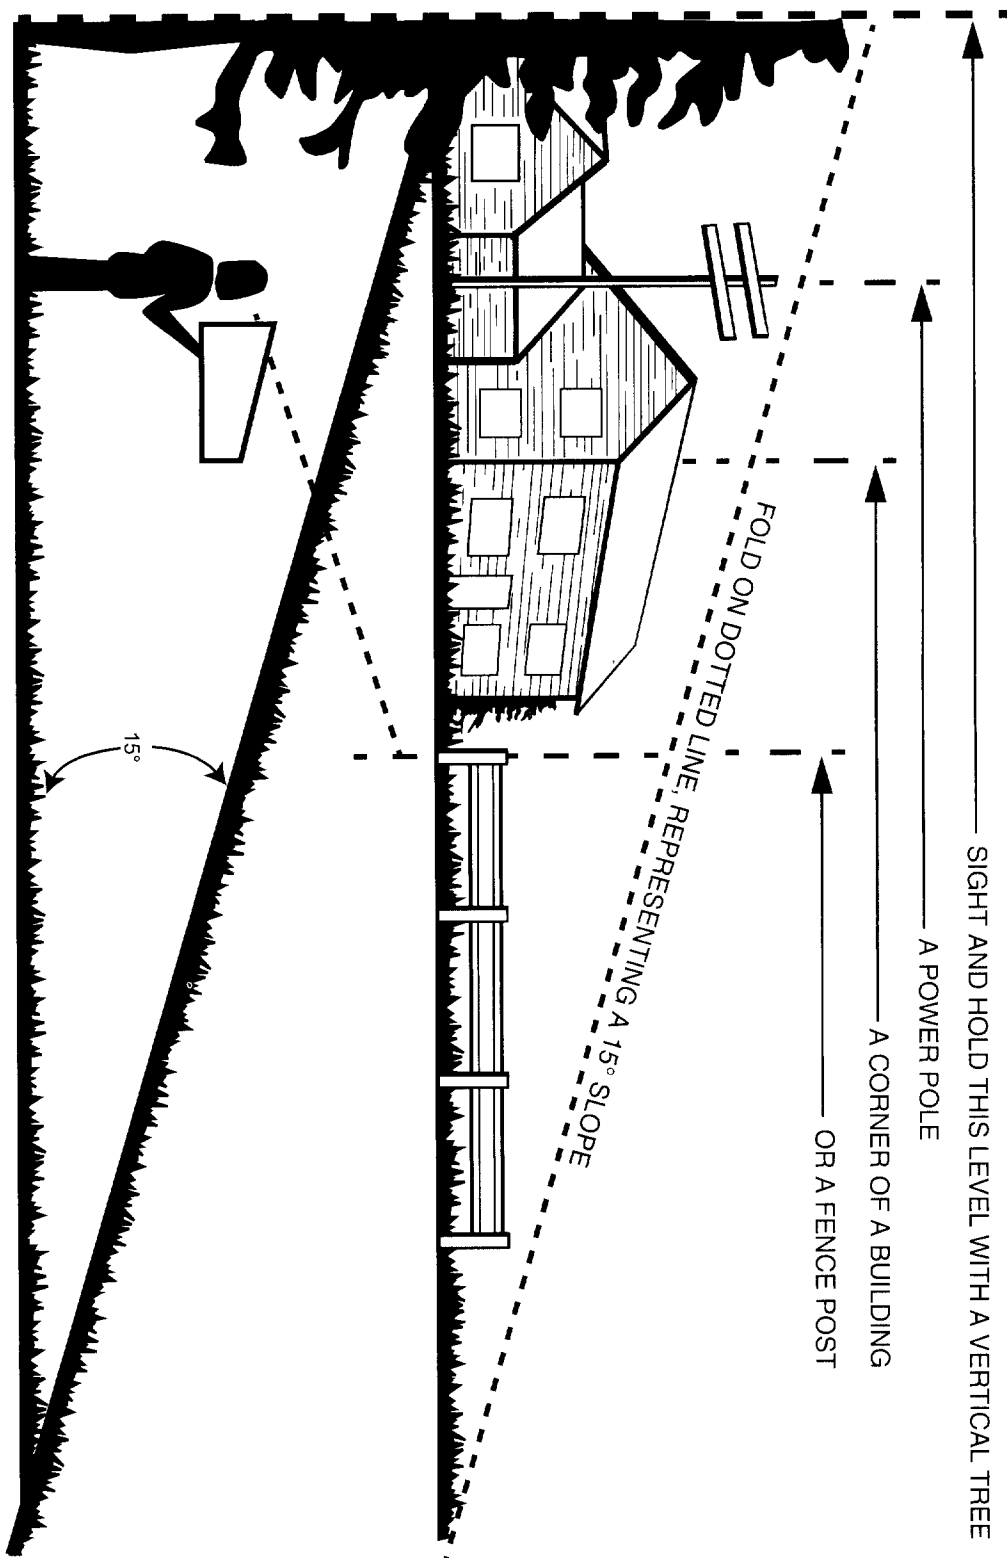 SIGHT AND HOLD THIS LEVEL WITH A VERTICAL TREE
A POWER POLE
A CORNER OF A BUILDING
OR A FENCE POST
FOLD ON DOTTED LINE, REPRESENTING A 15° SLOPE
15°